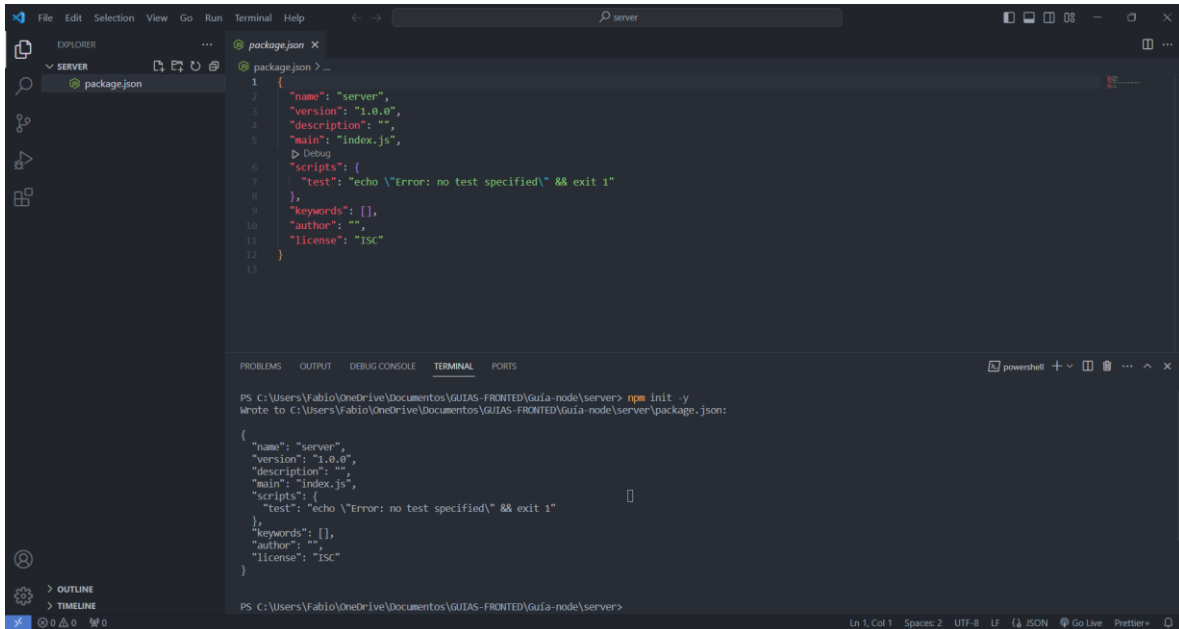 File Edit Selection View Go Run Terminal Help
server
EXPLORER
SERVER
package.json
package.json
package.json > ...
1 {
2 "name": "server",
3 "version": "1.0.0",
4 "description": "",
5 "main": "index.js",
Debug
6 "scripts": {
7 "test": "echo \"Error: no test specified\" && exit 1"
8 },
9 "keywords": [],
10 "author": "",
11 "license": "ISC"
12 }
13
PROBLEMS OUTPUT DEBUG CONSOLE TERMINAL PORTS
powershell
PS C:\Users\Fabio\OneDrive\Documentos\GUIAS-FRONTED\Guía-node\server> npm init -y
Wrote to C:\Users\Fabio\OneDrive\Documentos\GUIAS-FRONTED\Guía-node\server\package.json:
{
"name": "server",
"version": "1.0.0",
"description": "",
"main": "index.js",
"scripts": {
"test": "echo \"Error: no test specified\" && exit 1"
},
"keywords": [],
"author": "",
"license": "ISC"
}
PS C:\Users\Fabio\OneDrive\Documentos\GUIAS-FRONTED\Guía-node\server>
OUTLINE
TIMELINE
0 0 0 Ln 1, Col 1 Spaces: 2 UTF-8 LF JSON Go Live Prettier+